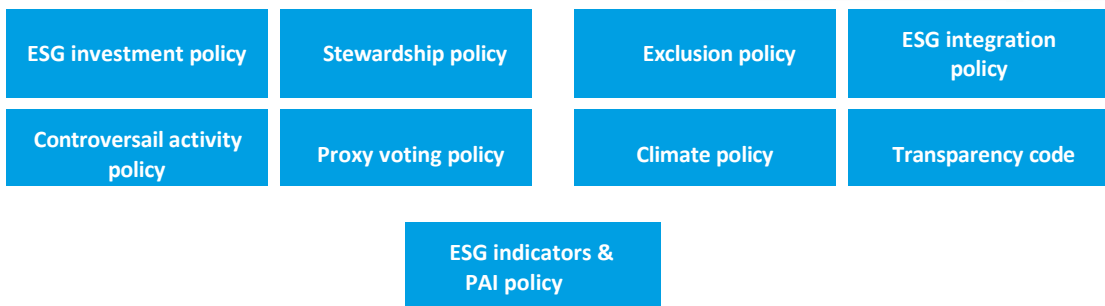 ESG investment policy
Stewardship policy
Exclusion policy
ESG integration
policy
Controversail activity
policy
Proxy voting policy
Climate policy
Transparency code
ESG indicators &
PAI policy